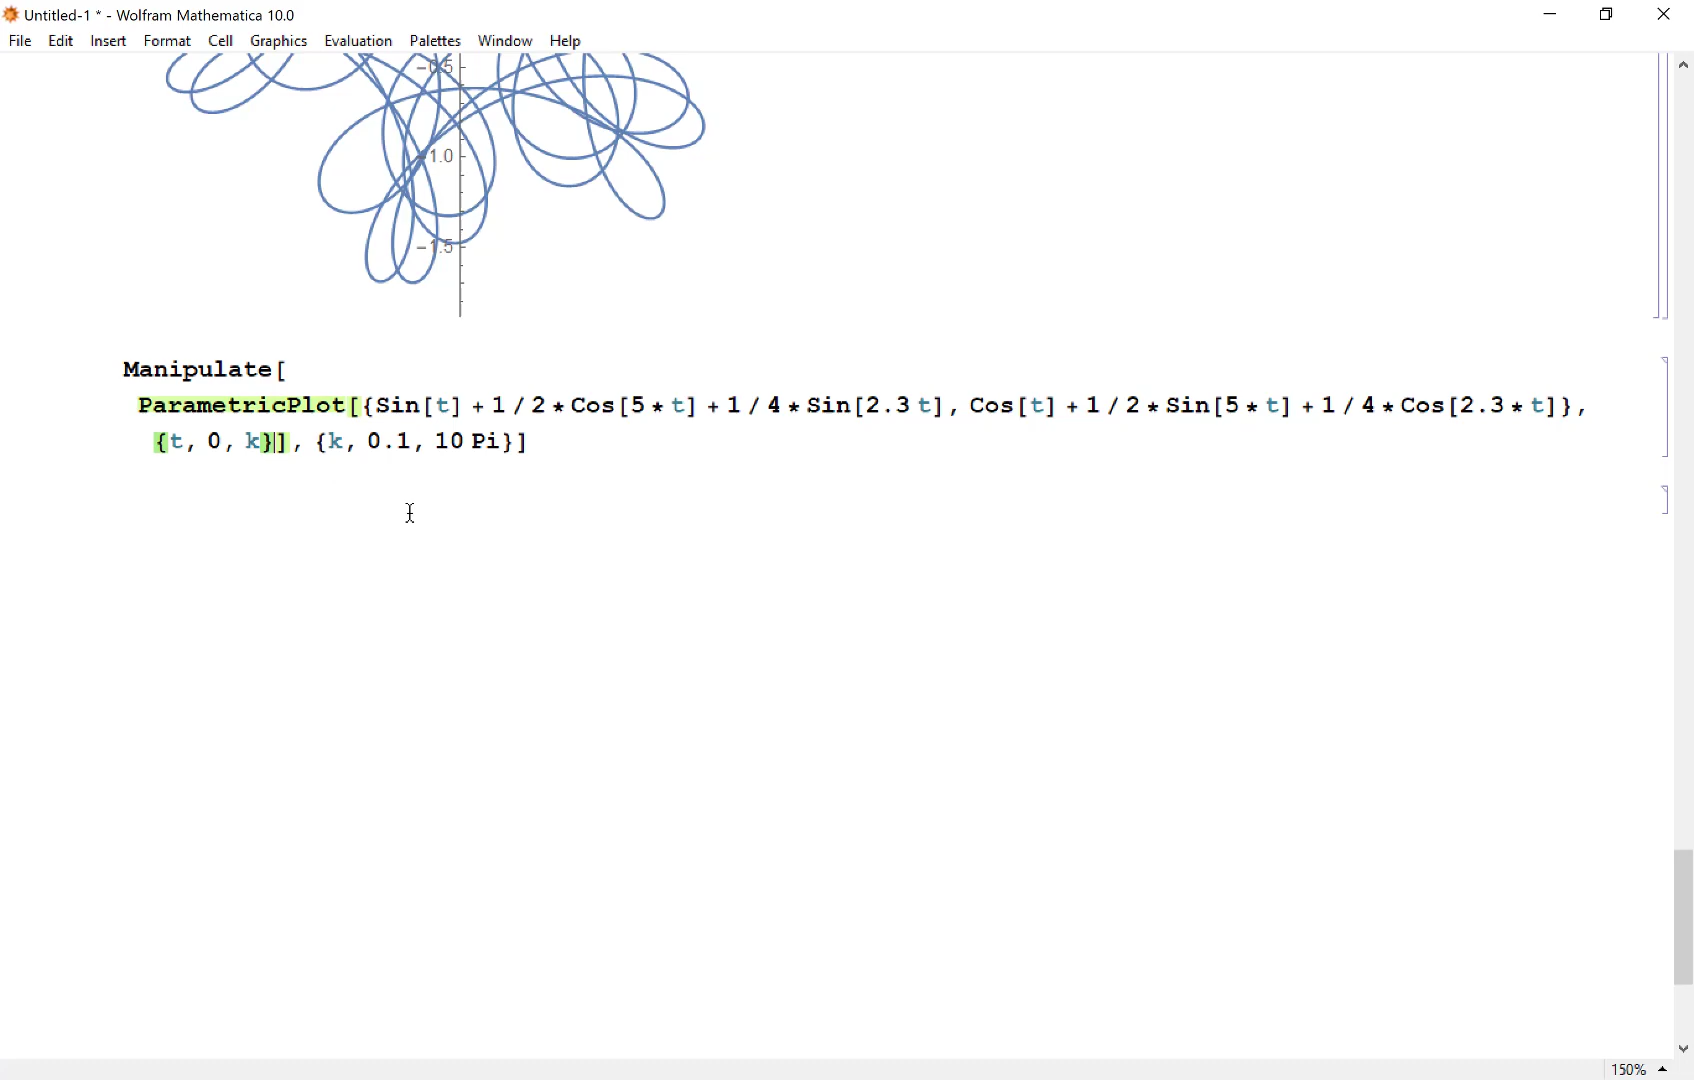 Untitled-1 * - Wolfram Mathematica 10.0
File Edit Insert Format Cell Graphics Evaluation Palettes Window Help
-0.5
-1.0
-1.5
Manipulate[
ParametricPlot[{Sin[t] + 1 / 2 * Cos[5 * t] + 1 / 4 * Sin[2.3 t], Cos[t] + 1 / 2 * Sin[5 * t] + 1 / 4 * Cos[2.3 * t]},
{t, 0, k}], {k, 0.1, 10 Pi}]
150%